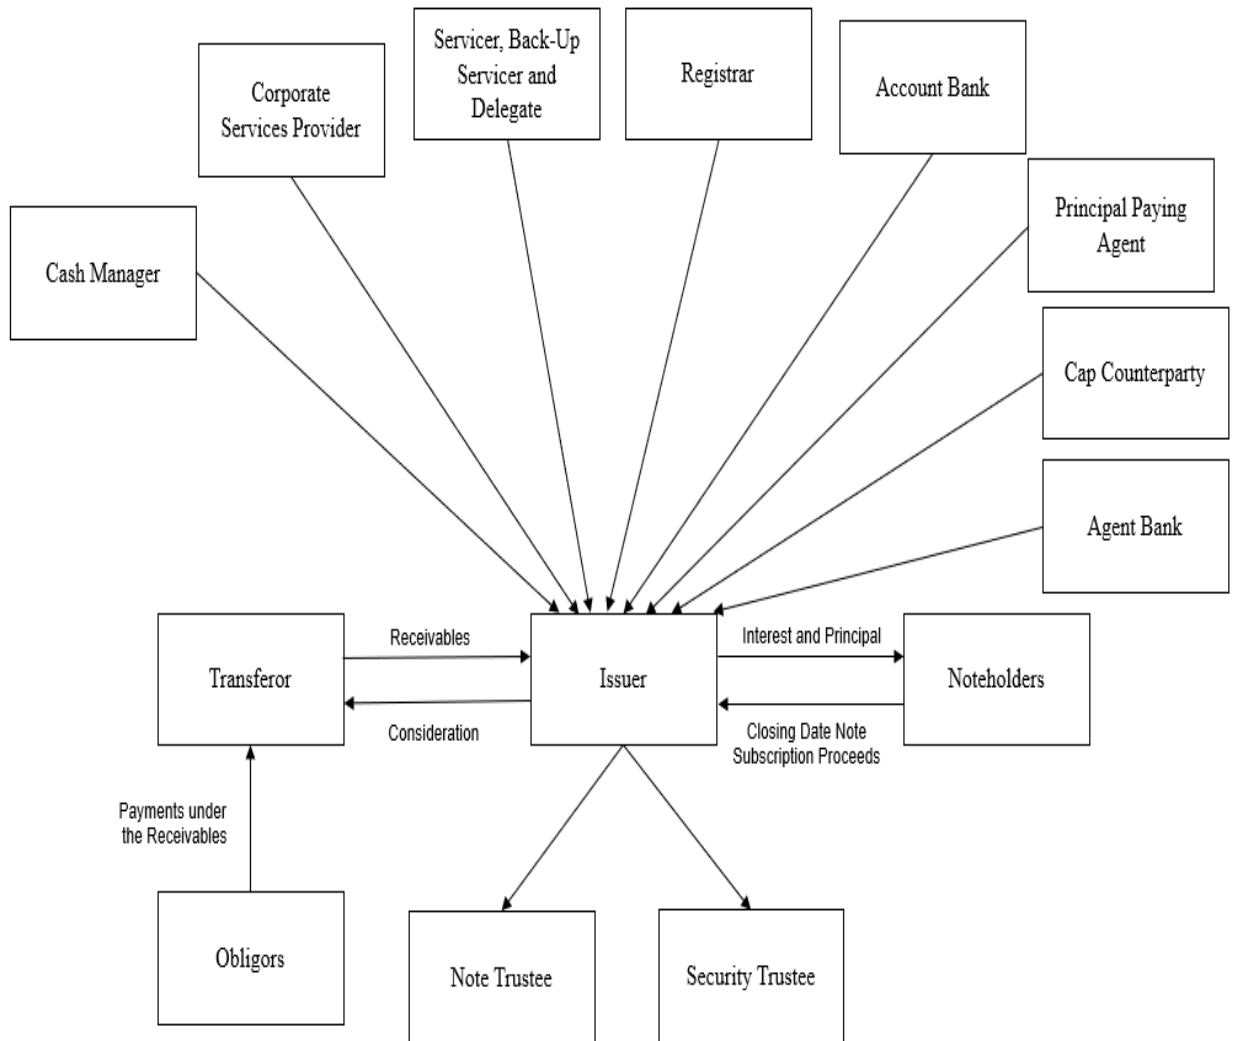 Servicer, Back-Up
Servicer and
Delegate
Registrar
Account Bank
Corporate
Services Provider
Principal Paying
Agent
Cash Manager
Cap Counterparty
Agent Bank
Transferor
Receivables
Consideration
Issuer
Interest and Principal
Closing Date Note
Subscription Proceeds
Noteholders
Payments under
the Receivables
Obligors
Note Trustee
Security Trustee